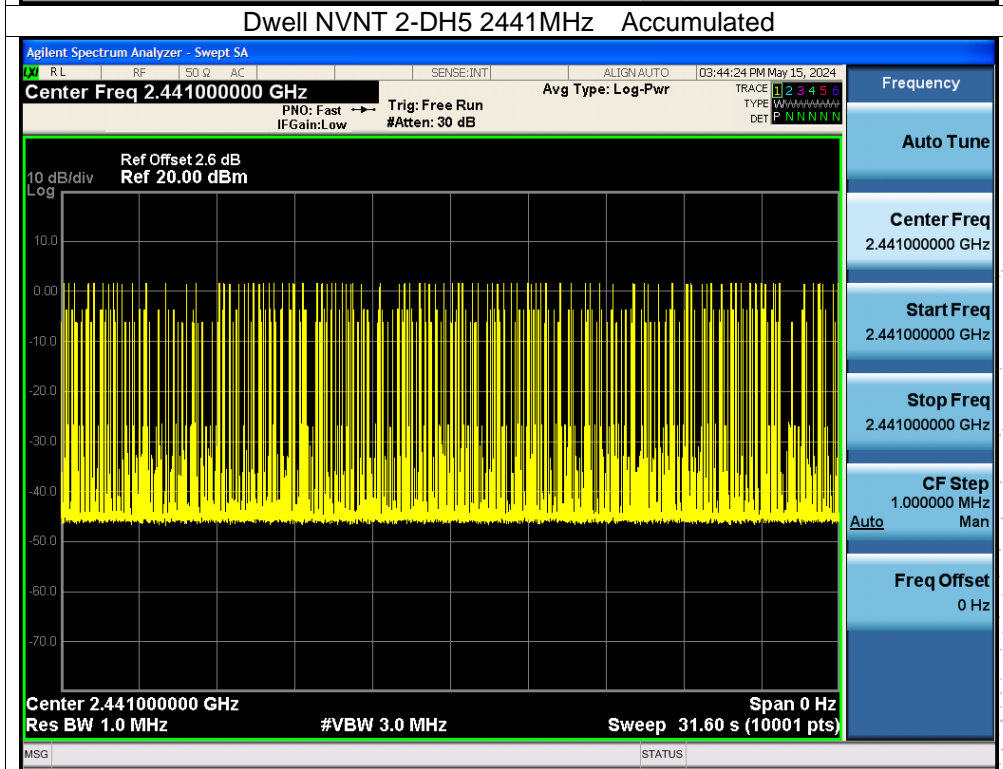 Dwell NVNT 2-DH5 2441MHz Accumulated
Agilent Spectrum Analyzer - Swept SA
LXI RL RF 50 Ω AC SENSE:INT ALIGN AUTO 03:44:24 PM May 15, 2024
Center Freq 2.441000000 GHz
PNO: Fast
IFGain:Low
Trig: Free Run
#Atten: 30 dB
Avg Type: Log-Pwr
TRACE 1 2 3 4 5 6
TYPE WWWWWW
DET P N N N N N
Ref Offset 2.6 dB
10 dB/div Ref 20.00 dBm
Log
10.0
0.00
-10.0
-20.0
-30.0
-40.0
-50.0
-60.0
-70.0
Center 2.441000000 GHz Span 0 Hz
Res BW 1.0 MHz #VBW 3.0 MHz Sweep 31.60 s (10001 pts)
MSG STATUS
Frequency
Auto Tune
Center Freq
2.441000000 GHz
Start Freq
2.441000000 GHz
Stop Freq
2.441000000 GHz
CF Step
1.000000 MHz
Auto Man
Freq Offset
0 Hz